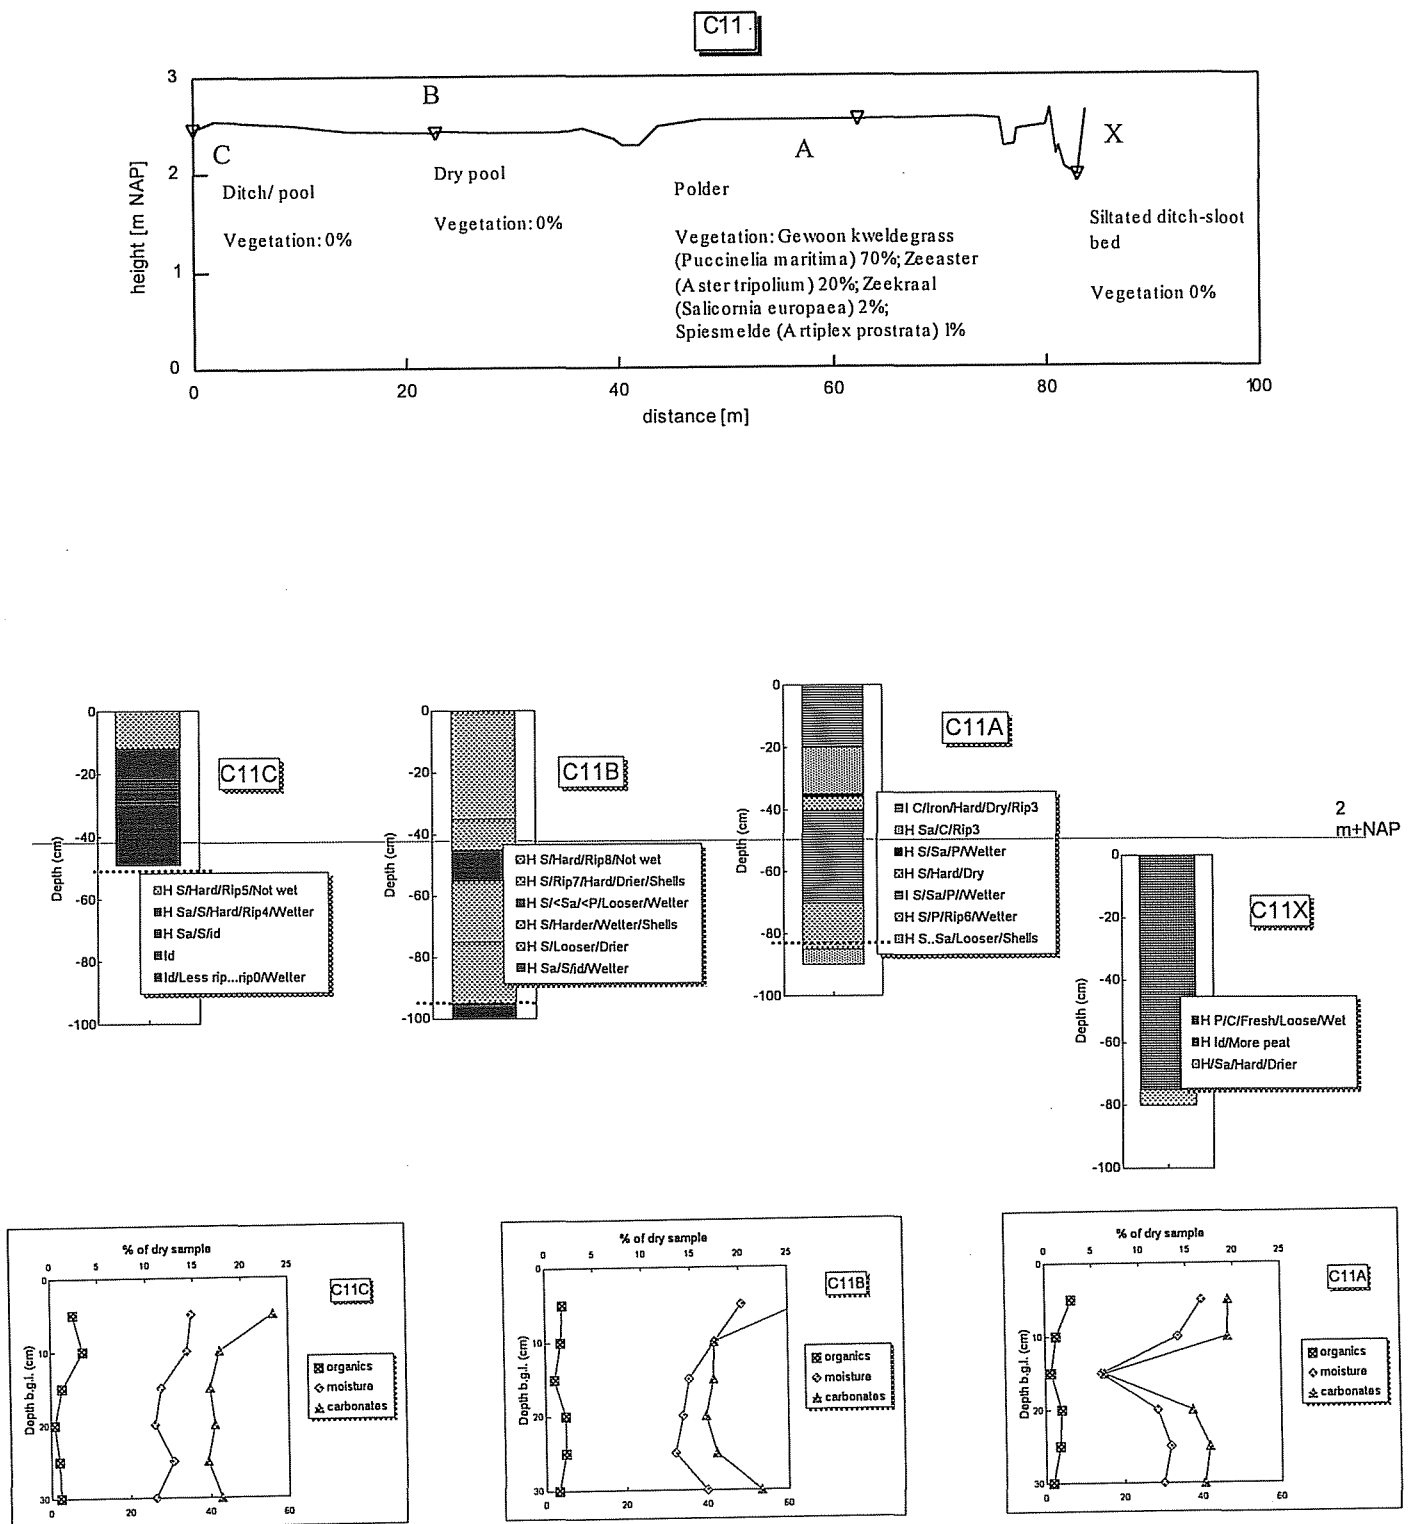 C11
3
2
1
0
height [m NAP]
0 20 40 60 80 100
distance [m]
B
C
A
X
Ditch/ pool
Vegetation: 0%
Dry pool
Vegetation: 0%
Polder
Vegetation: Gewoon kweldegrass
(Puccinelia maritima) 70%; Zeeaster
(Aster tripolium) 20%; Zeekraal
(Salicornia europaea) 2%;
Spiesmelde (Artiplex prostrata) 1%
Siltated ditch-sloot
bed
Vegetation 0%
0
-20
-40
-60
-80
-100
Depth (cm)
C11C
H S/Hard/Rip5/Not wet
H Sa/S/Hard/Rip4/Wetter
H Sa/S/id
Id
Id/Less rip...rip0/Wetter
0
-20
-40
-60
-80
-100
Depth (cm)
C11B
H S/Hard/Rip8/Not wet
H S/Rip7/Hard/Drier/Shells
H S/<Sa/<P/Looser/Wetter
H S/Harder/Wetter/Shells
H S/Looser/Drier
H Sa/S/id/Wetter
0
-20
-40
-60
-80
-100
Depth (cm)
C11A
I C/Iron/Hard/Dry/Rip3
H Sa/C/Rip3
H S/Sa/P/Wetter
H S/Hard/Dry
I S/Sa/P//Wetter
H S/P/Rip6/Wetter
H S..Sa/Looser/Shells
2
m+NAP
0
-20
-40
-60
-80
-100
Depth (cm)
C11X
H P/C/Fresh/Loose/Wet
H Id/More peat
H/Sa/Hard/Drier
% of dry sample
0 5 10 15 20 25
0
10
20
30
Depth b.g.l. (cm)
0 20 40 60
C11C
organics
moisture
carbonates
% of dry sample
0 5 10 15 20 25
0
10
20
30
Depth b.g.l. (cm)
0 20 40 60
C11B
organics
moisture
carbonates
% of dry sample
0 5 10 15 20 25
0
10
20
30
Depth b.g.l. (cm)
0 20 40 60
C11A
organics
moisture
carbonates